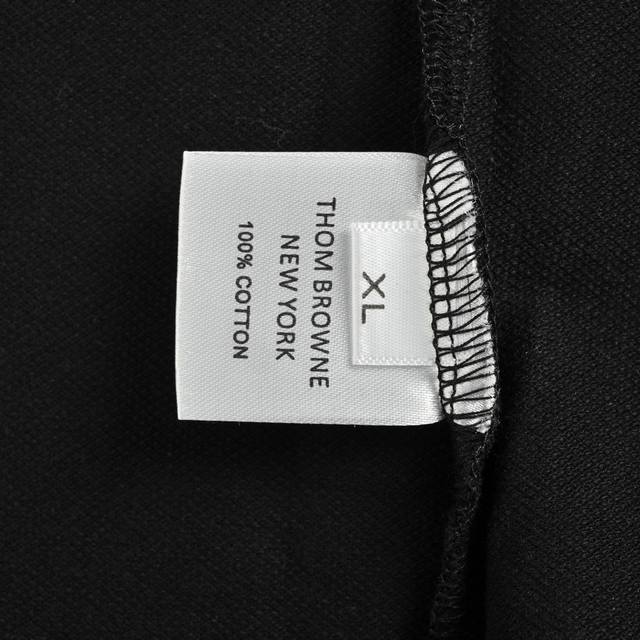 XL
THOM BROWNE
NEW YORK
100% COTTON